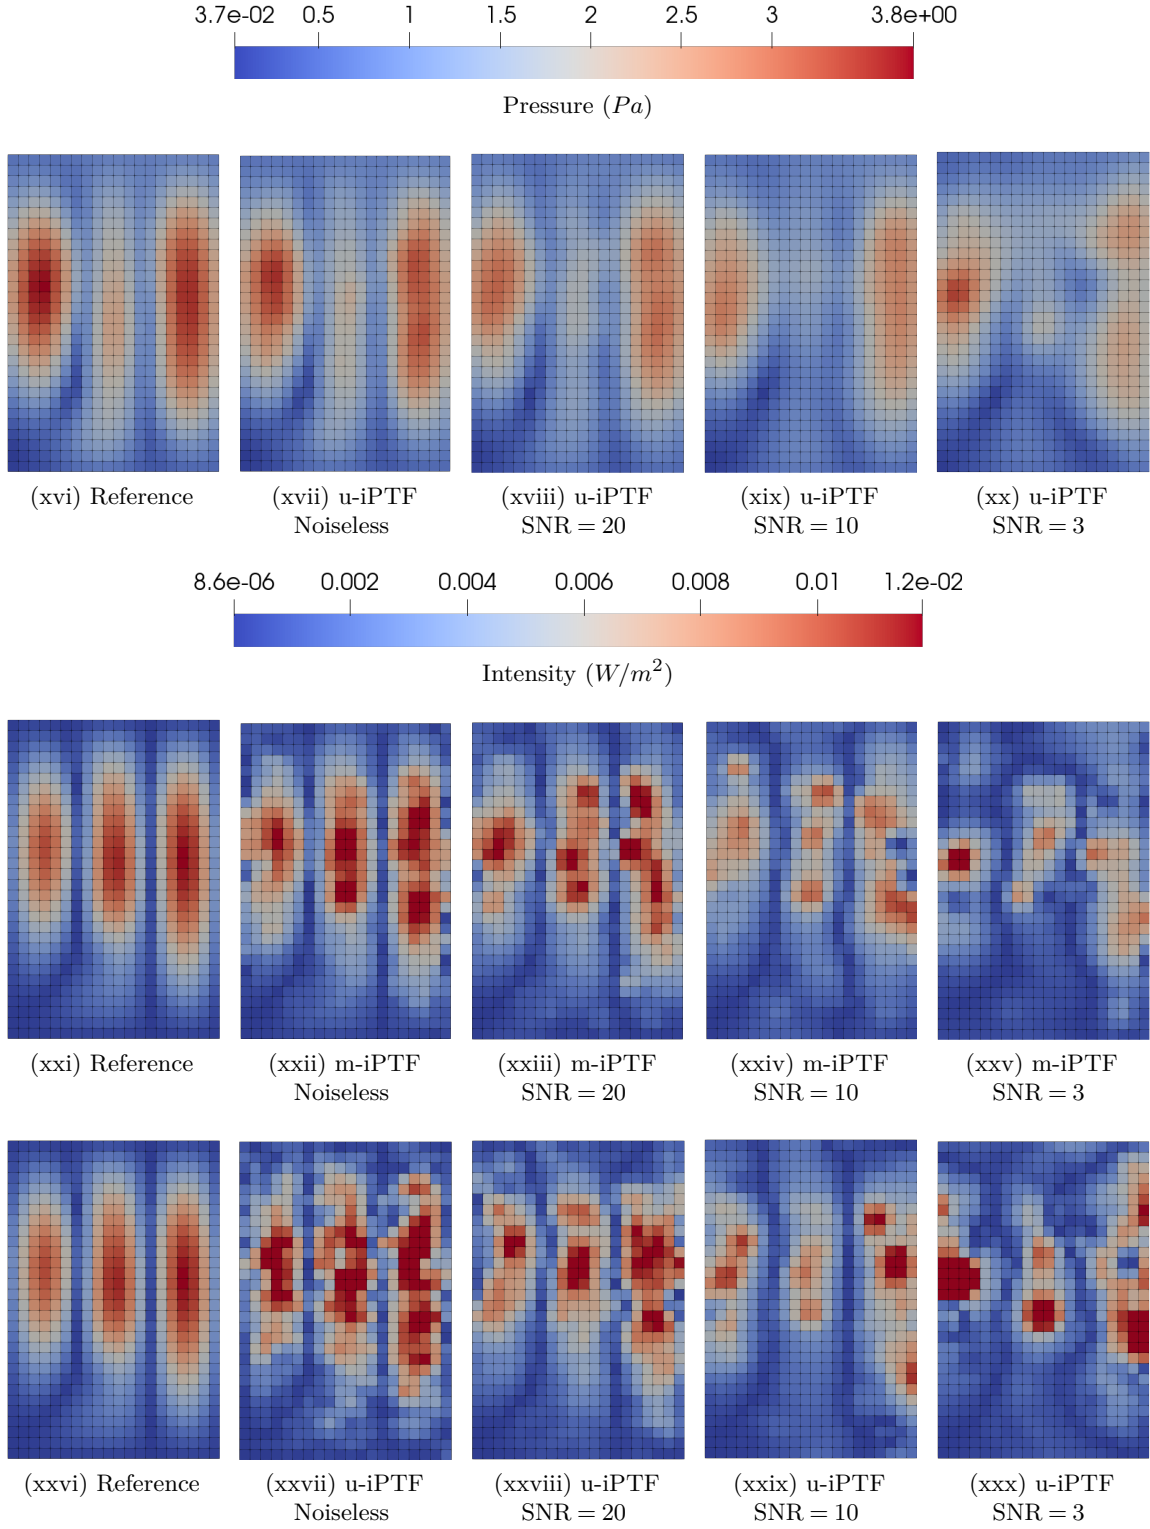 3.7e-02 0.5 1 1.5 2 2.5 3 3.8e+00
Pressure (Pa)
(xvi) Reference
(xvii) u-iPTF
Noiseless
(xviii) u-iPTF
SNR = 20
(xix) u-iPTF
SNR = 10
(xx) u-iPTF
SNR = 3
8.6e-06 0.002 0.004 0.006 0.008 0.01 1.2e-02
Intensity (W/m²)
(xxi) Reference
(xxii) m-iPTF
Noiseless
(xxiii) m-iPTF
SNR = 20
(xxiv) m-iPTF
SNR = 10
(xxv) m-iPTF
SNR = 3
(xxvi) Reference
(xxvii) u-iPTF
Noiseless
(xxviii) u-iPTF
SNR = 20
(xxix) u-iPTF
SNR = 10
(xxx) u-iPTF
SNR = 3